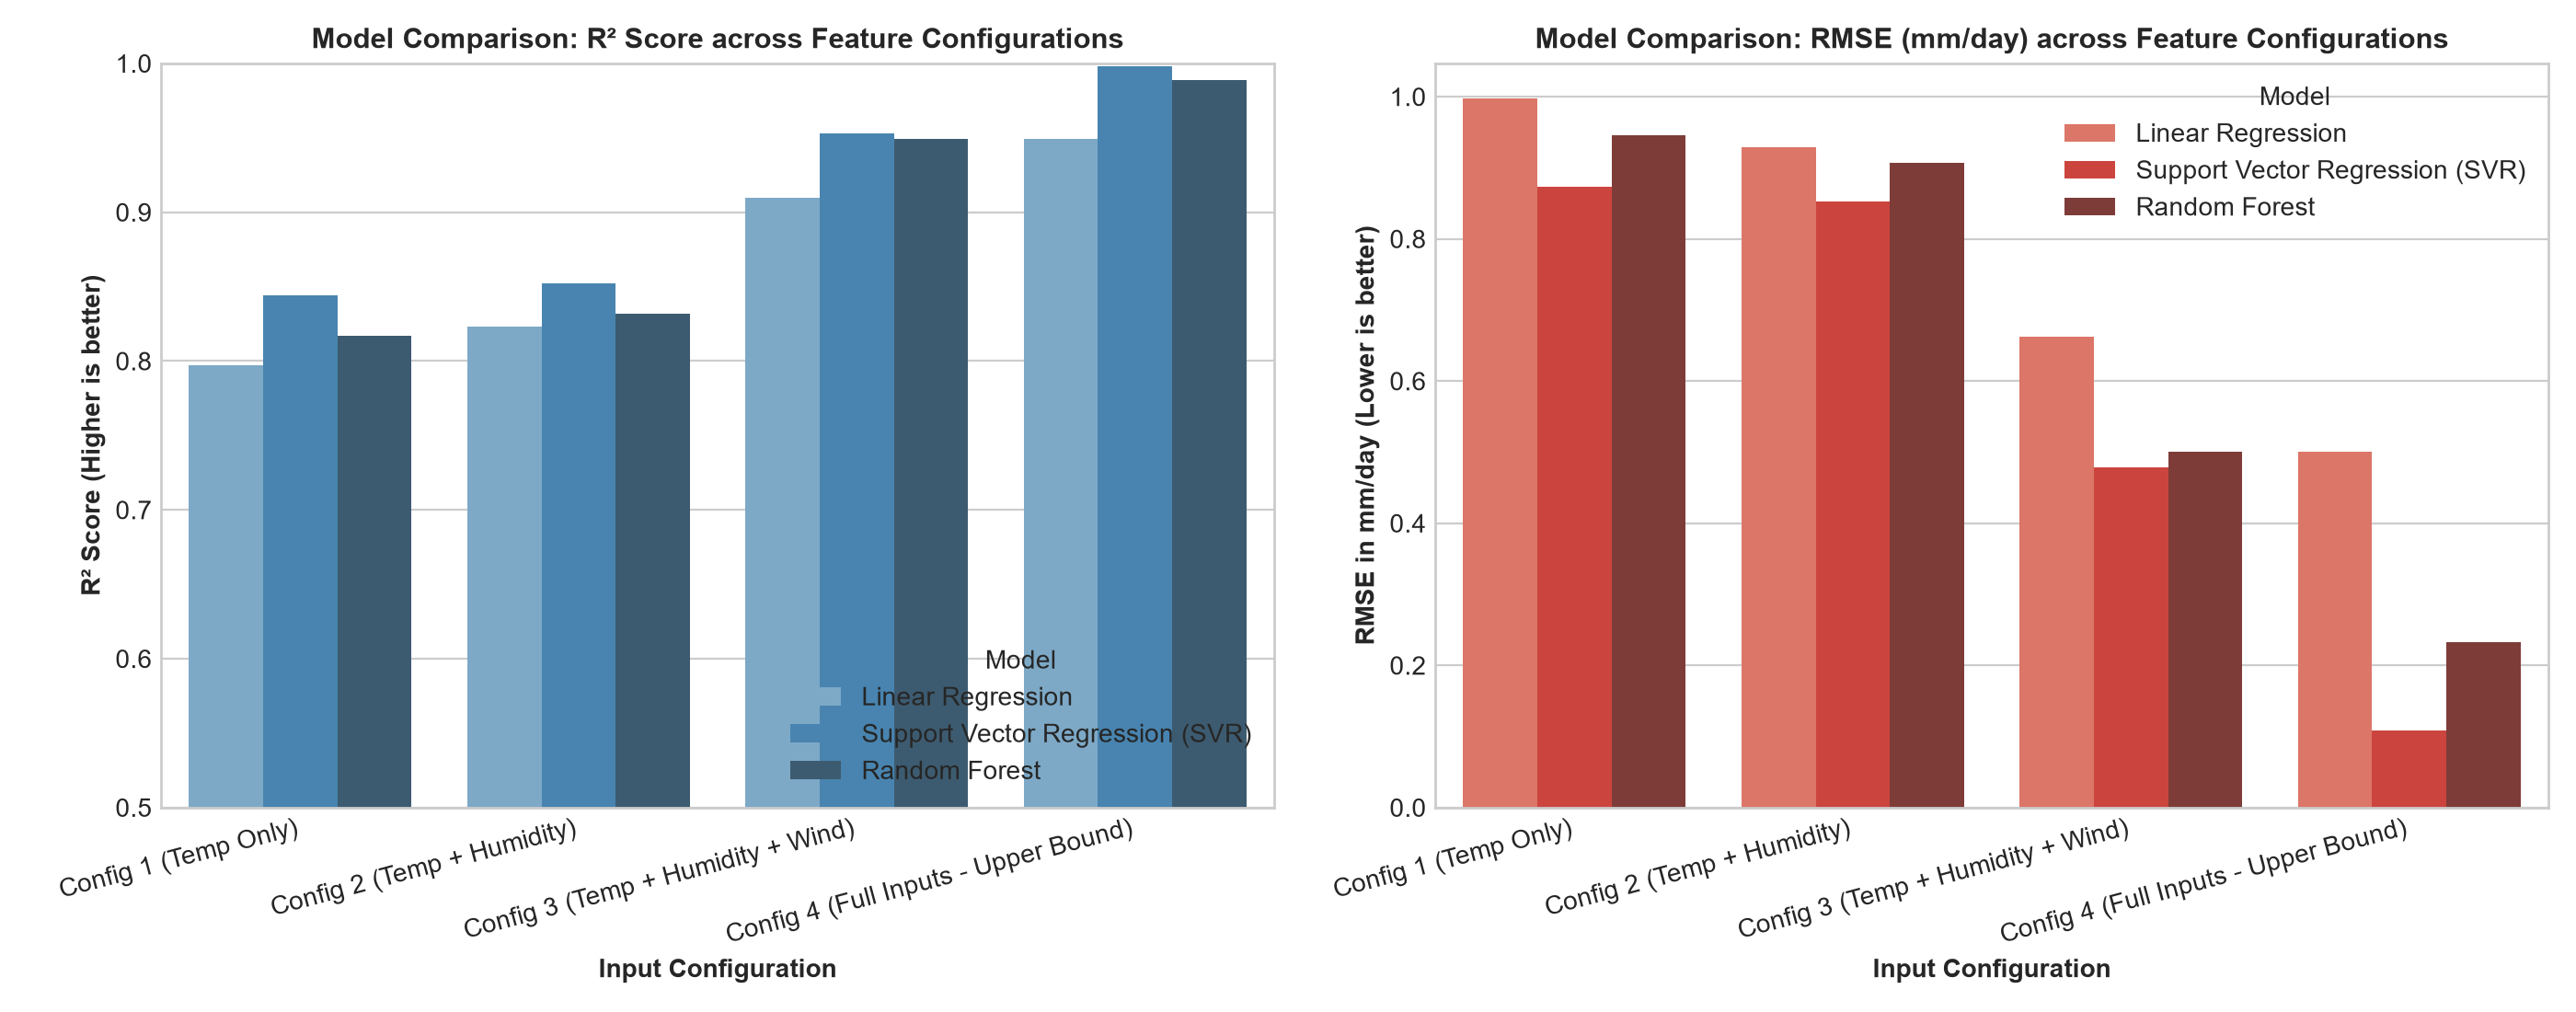 Model Comparison: R² Score across Feature Configurations
R² Score (Higher is better)
1.0
0.9
0.8
0.7
0.6
0.5
Model
Linear Regression
Support Vector Regression (SVR)
Random Forest
Config 1 (Temp Only)
Config 2 (Temp + Humidity)
Config 3 (Temp + Humidity + Wind)
Config 4 (Full Inputs - Upper Bound)
Input Configuration
Model Comparison: RMSE (mm/day) across Feature Configurations
RMSE in mm/day (Lower is better)
1.0
0.8
0.6
0.4
0.2
0.0
Model
Linear Regression
Support Vector Regression (SVR)
Random Forest
Config 1 (Temp Only)
Config 2 (Temp + Humidity)
Config 3 (Temp + Humidity + Wind)
Config 4 (Full Inputs - Upper Bound)
Input Configuration